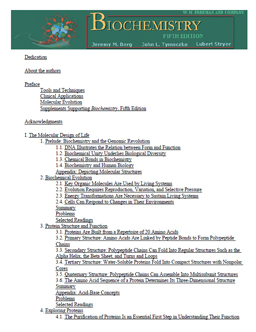 W. H. FREEMAN AND COMPANY
BIOCHEMISTRY
FIFTH EDITION
Jeremy M. Berg John L. Tymoczko Lubert Stryer
Dedication
About the authors
Preface
Tools and Techniques
Clinical Applications
Molecular Evolution
Supplements Supporting Biochemistry, Fifth Edition
Acknowledgments
I. The Molecular Design of Life
1. Prelude: Biochemistry and the Genomic Revolution
1.1. DNA Illustrates the Relation between Form and Function
1.2. Biochemical Unity Underlies Biological Diversity
1.3. Chemical Bonds in Biochemistry
1.4. Biochemistry and Human Biology
Appendix: Depicting Molecular Structures
2. Biochemical Evolution
2.1. Key Organic Molecules Are Used by Living Systems
2.2. Evolution Requires Reproduction, Variation, and Selective Pressure
2.3. Energy Transformations Are Necessary to Sustain Living Systems
2.4. Cells Can Respond to Changes in Their Environments
Summary
Problems
Selected Readings
3. Protein Structure and Function
3.1. Proteins Are Built from a Repertoire of 20 Amino Acids
3.2. Primary Structure: Amino Acids Are Linked by Peptide Bonds to Form Polypeptide
Chains
3.3. Secondary Structure: Polypeptide Chains Can Fold Into Regular Structures Such as the
Alpha Helix, the Beta Sheet, and Turns and Loops
3.4. Tertiary Structure: Water-Soluble Proteins Fold Into Compact Structures with Nonpolar
Cores
3.5. Quaternary Structure: Polypeptide Chains Can Assemble Into Multisubunit Structures
3.6. The Amino Acid Sequence of a Protein Determines Its Three-Dimensional Structure
Summary
Appendix: Acid-Base Concepts
Problems
Selected Readings
4. Exploring Proteins
4.1. The Purification of Proteins Is an Essential First Step in Understanding Their Function